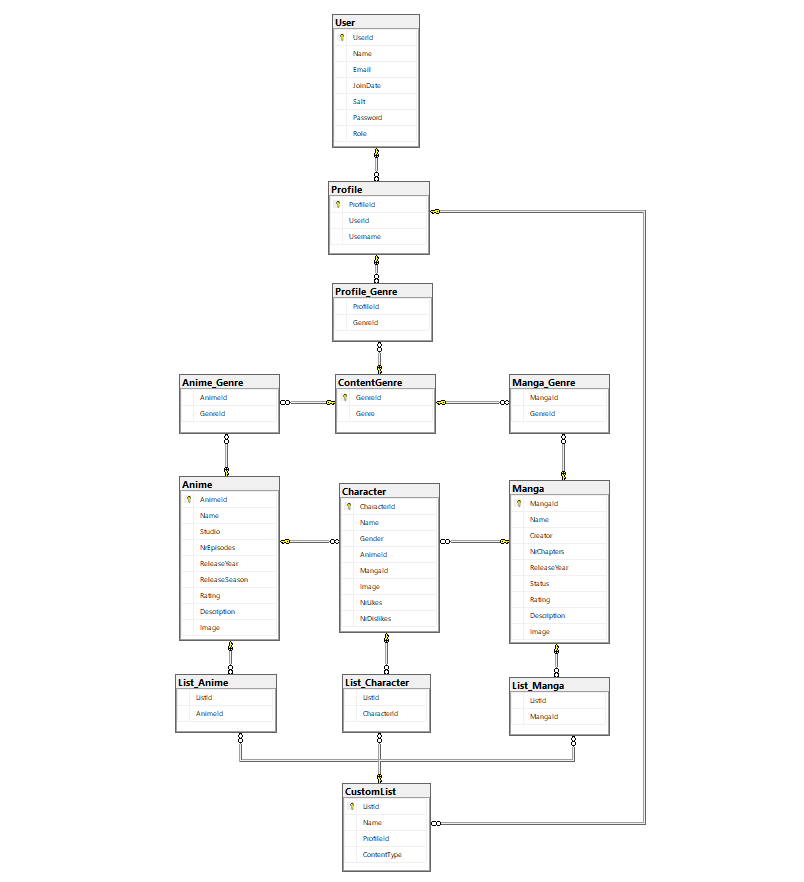 User
UserId
Name
Email
JoinDate
Salt
Password
Role
Profile
ProfileId
UserId
Username
Profile_Genre
ProfileId
GenreId
Anime_Genre
AnimeId
GenreId
ContentGenre
GenreId
Genre
Manga_Genre
MangaId
GenreId
Anime
AnimeId
Name
Studio
NrEpisodes
ReleaseYear
ReleaseSeason
Rating
Description
Image
Character
CharacterId
Name
Gender
AnimeId
MangaId
Image
NrLikes
NrDislikes
Manga
MangaId
Name
Creator
NrChapters
ReleaseYear
Status
Rating
Description
Image
List_Anime
ListId
AnimeId
List_Character
ListId
CharacterId
List_Manga
ListId
MangaId
CustomList
ListId
Name
ProfileId
ContentType